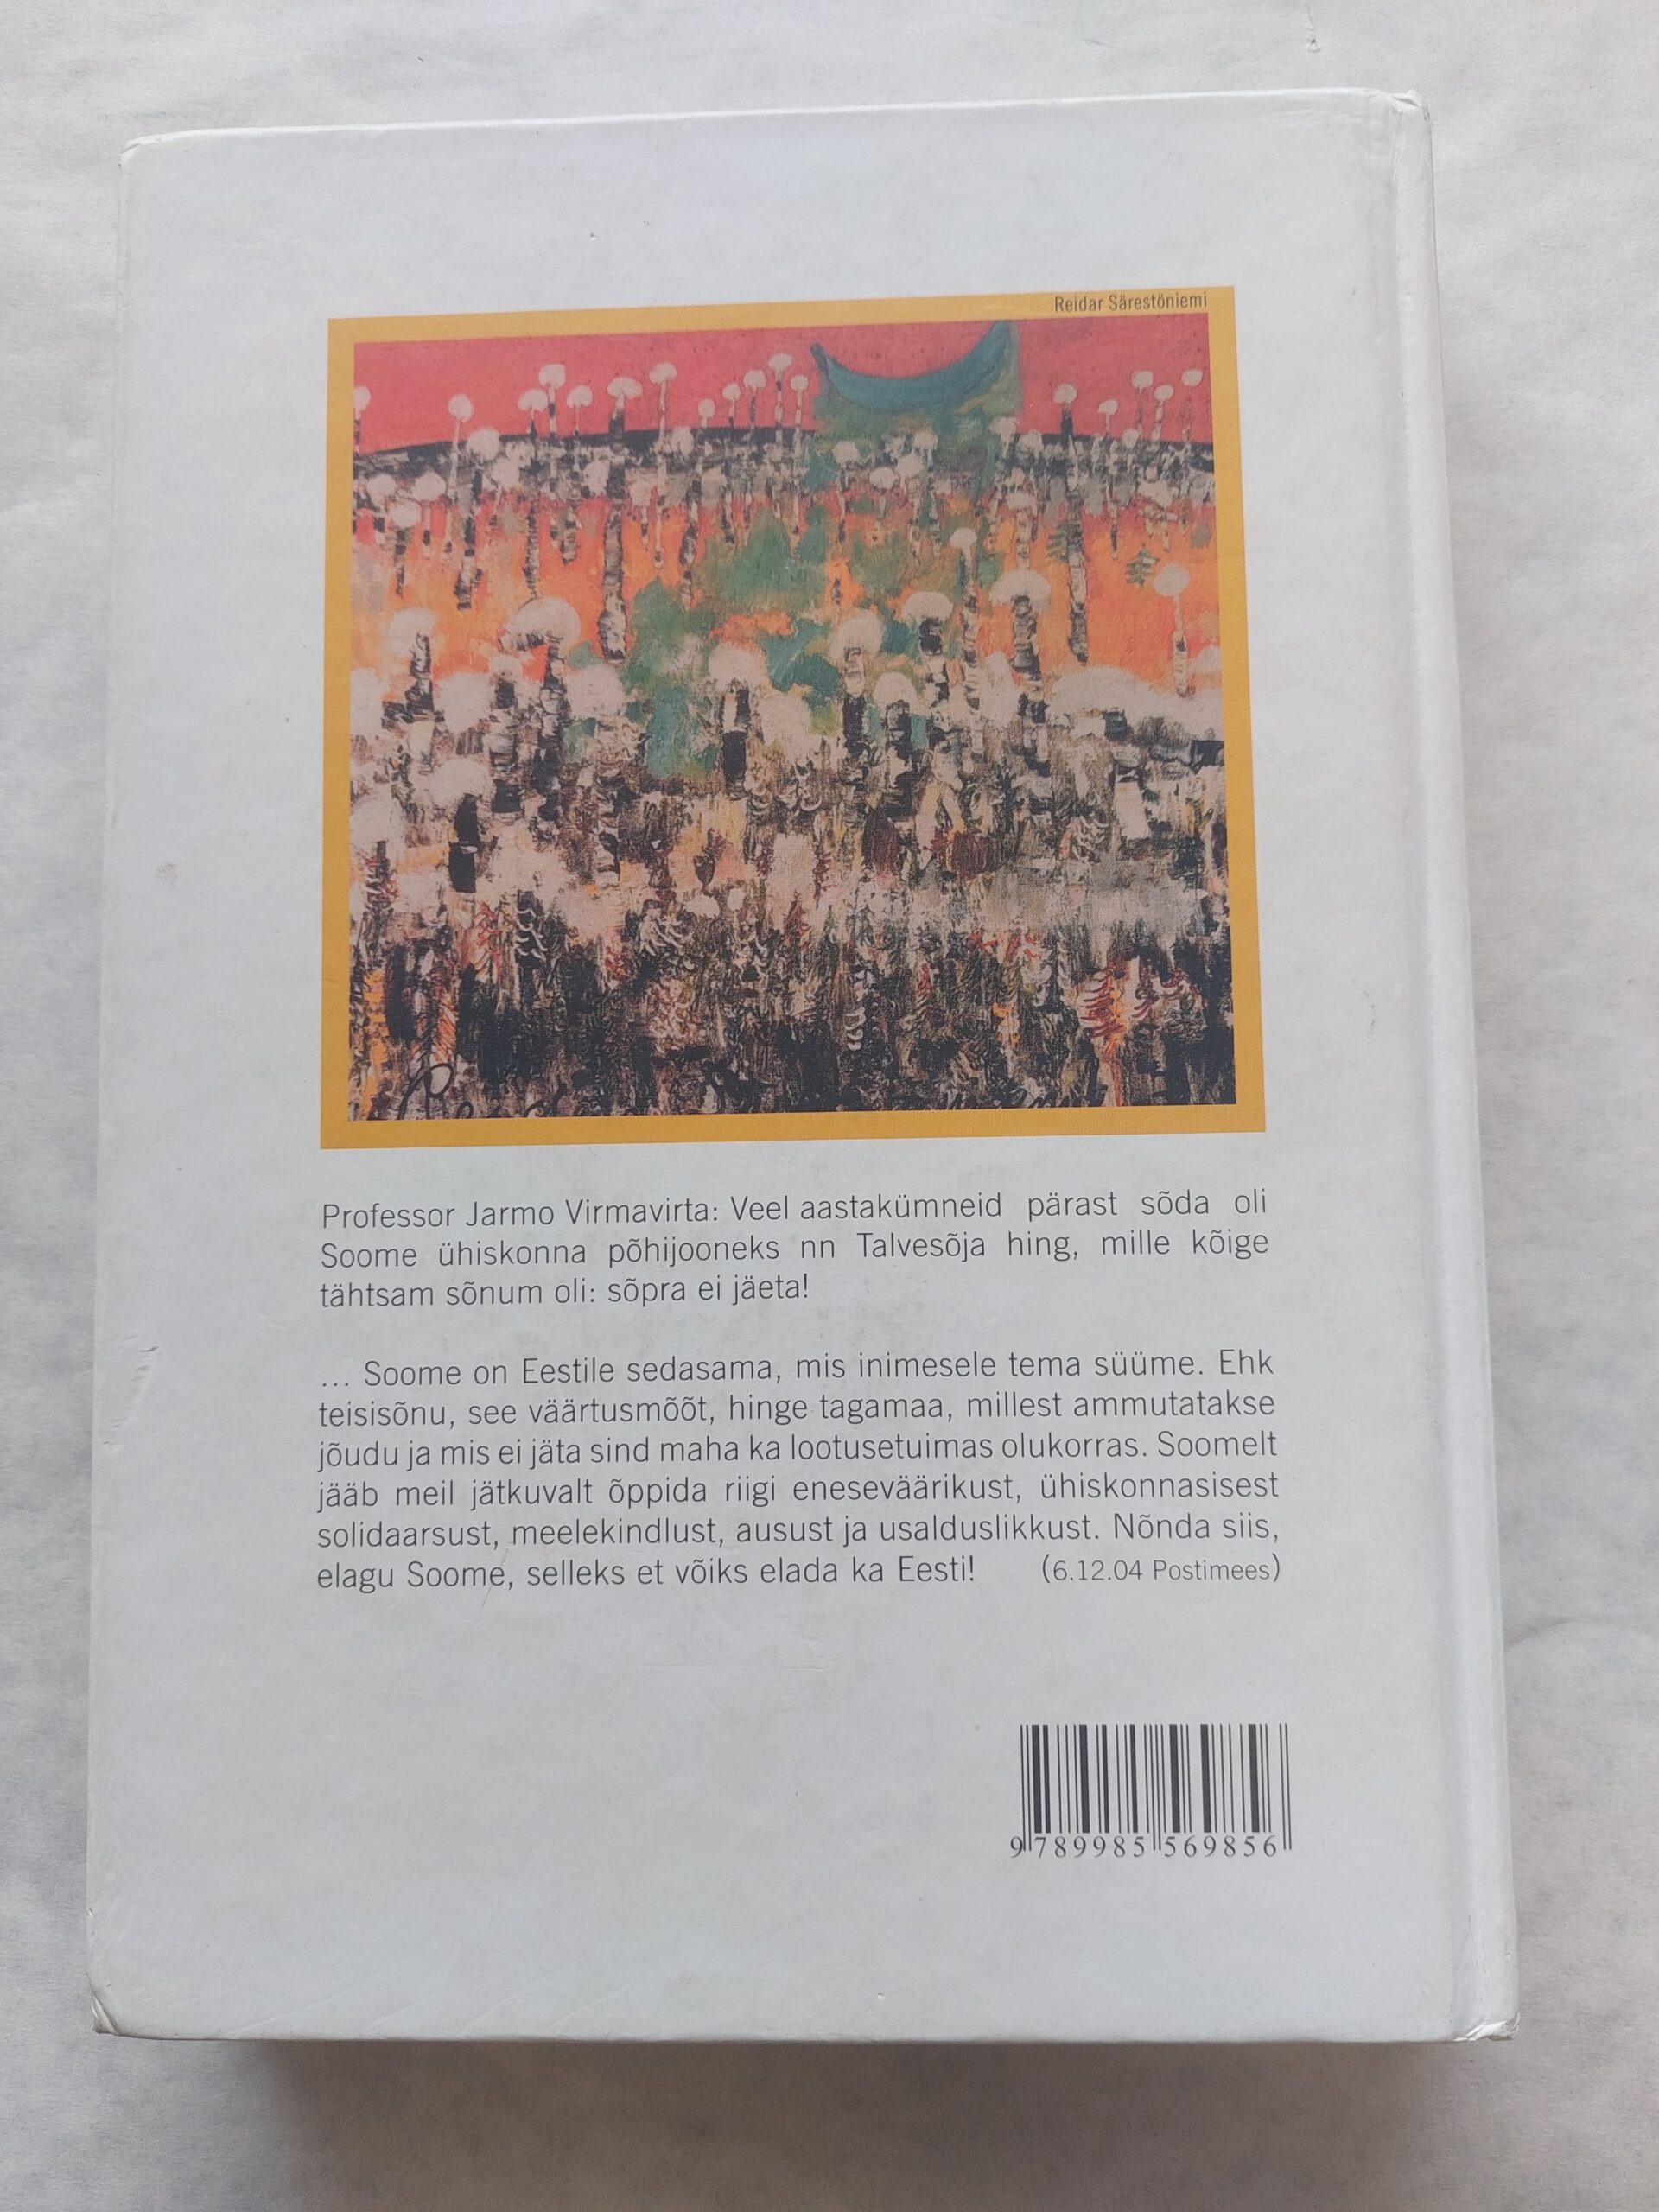 Reidar Särestöniemi
Professor Jarmo Virmavirta: Veel aastakümneid pärast sõda oli
Soome ühiskonna põhijooneks nn Talvesõja hing, mille kõige
tähtsam sõnum oli: sõpra ei jäeta!
... Soome on Eestile sedasama, mis inimesele tema süüme. Ehk
teisisõnu, see väärtusmõõt, hinge tagamaa, millest ammutatakse
jõudu ja mis ei jäta sind maha ka lootusetuimas olukorras. Soomelt
jääb meil jätkuvalt õppida riigi eneseväärikust, ühiskonnasisest
solidaarsust, meelekindlust, ausust ja usalduslikkust. Nõnda siis,
elagu Soome, selleks et võiks elada ka Eesti! (6.12.04 Postimees)
9 789985 569856